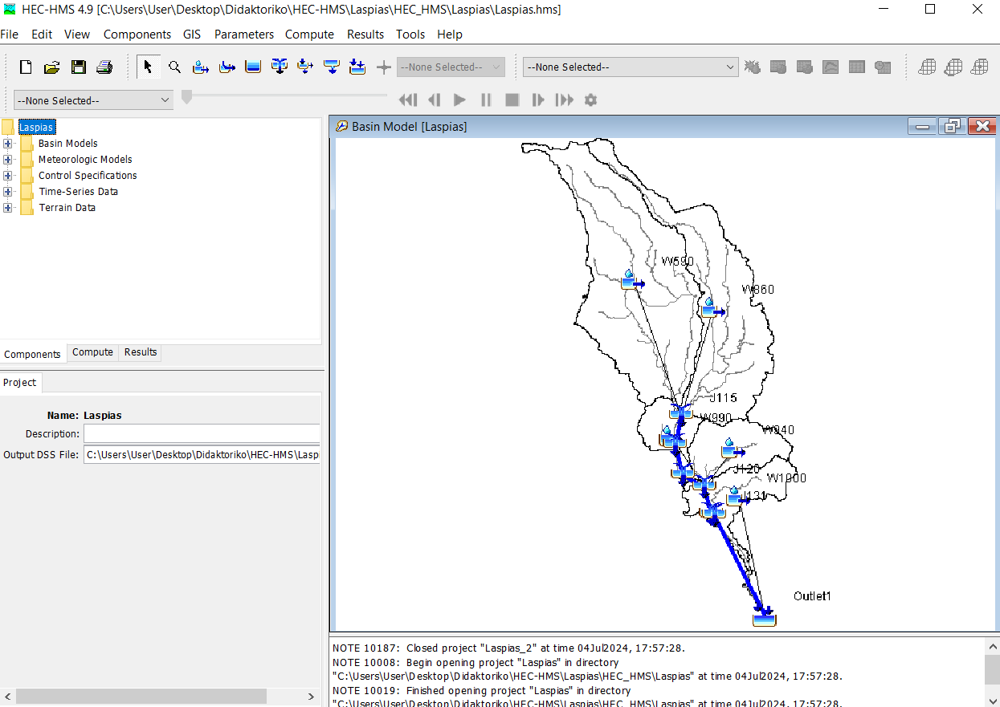 HEC-HMS 4.9 [C:\Users\User\Desktop\Didaktoriko\HEC-HMS\Laspias\HEC_HMS\Laspias\Laspias.hms]
File Edit View Components GIS Parameters Compute Results Tools Help
--None Selected-- --None Selected--
--None Selected--
Laspias
Basin Models
Meteorologic Models
Control Specifications
Time-Series Data
Terrain Data
Components Compute Results
Project
Name: Laspias
Description:
Output DSS File: C:\Users\User\Desktop\Didaktoriko\HEC-HMS\Lasp
Basin Model [Laspias]
W590
W860
J115
W990
W940
J120
W1000
J131
Outlet1
NOTE 10187: Closed project "Laspias_2" at time 04Jul2024, 17:57:28.
NOTE 10008: Begin opening project "Laspias" in directory
"C:\Users\User\Desktop\Didaktoriko\HEC-HMS\Laspias\HEC_HMS\Laspias" at time 04Jul2024, 17:57:28.
NOTE 10019: Finished opening project "Laspias" in directory
"C:\Users\User\Desktop\Didaktoriko\HEC-HMS\Laspias\HEC_HMS\Laspias" at time 04Jul2024, 17:57:28.